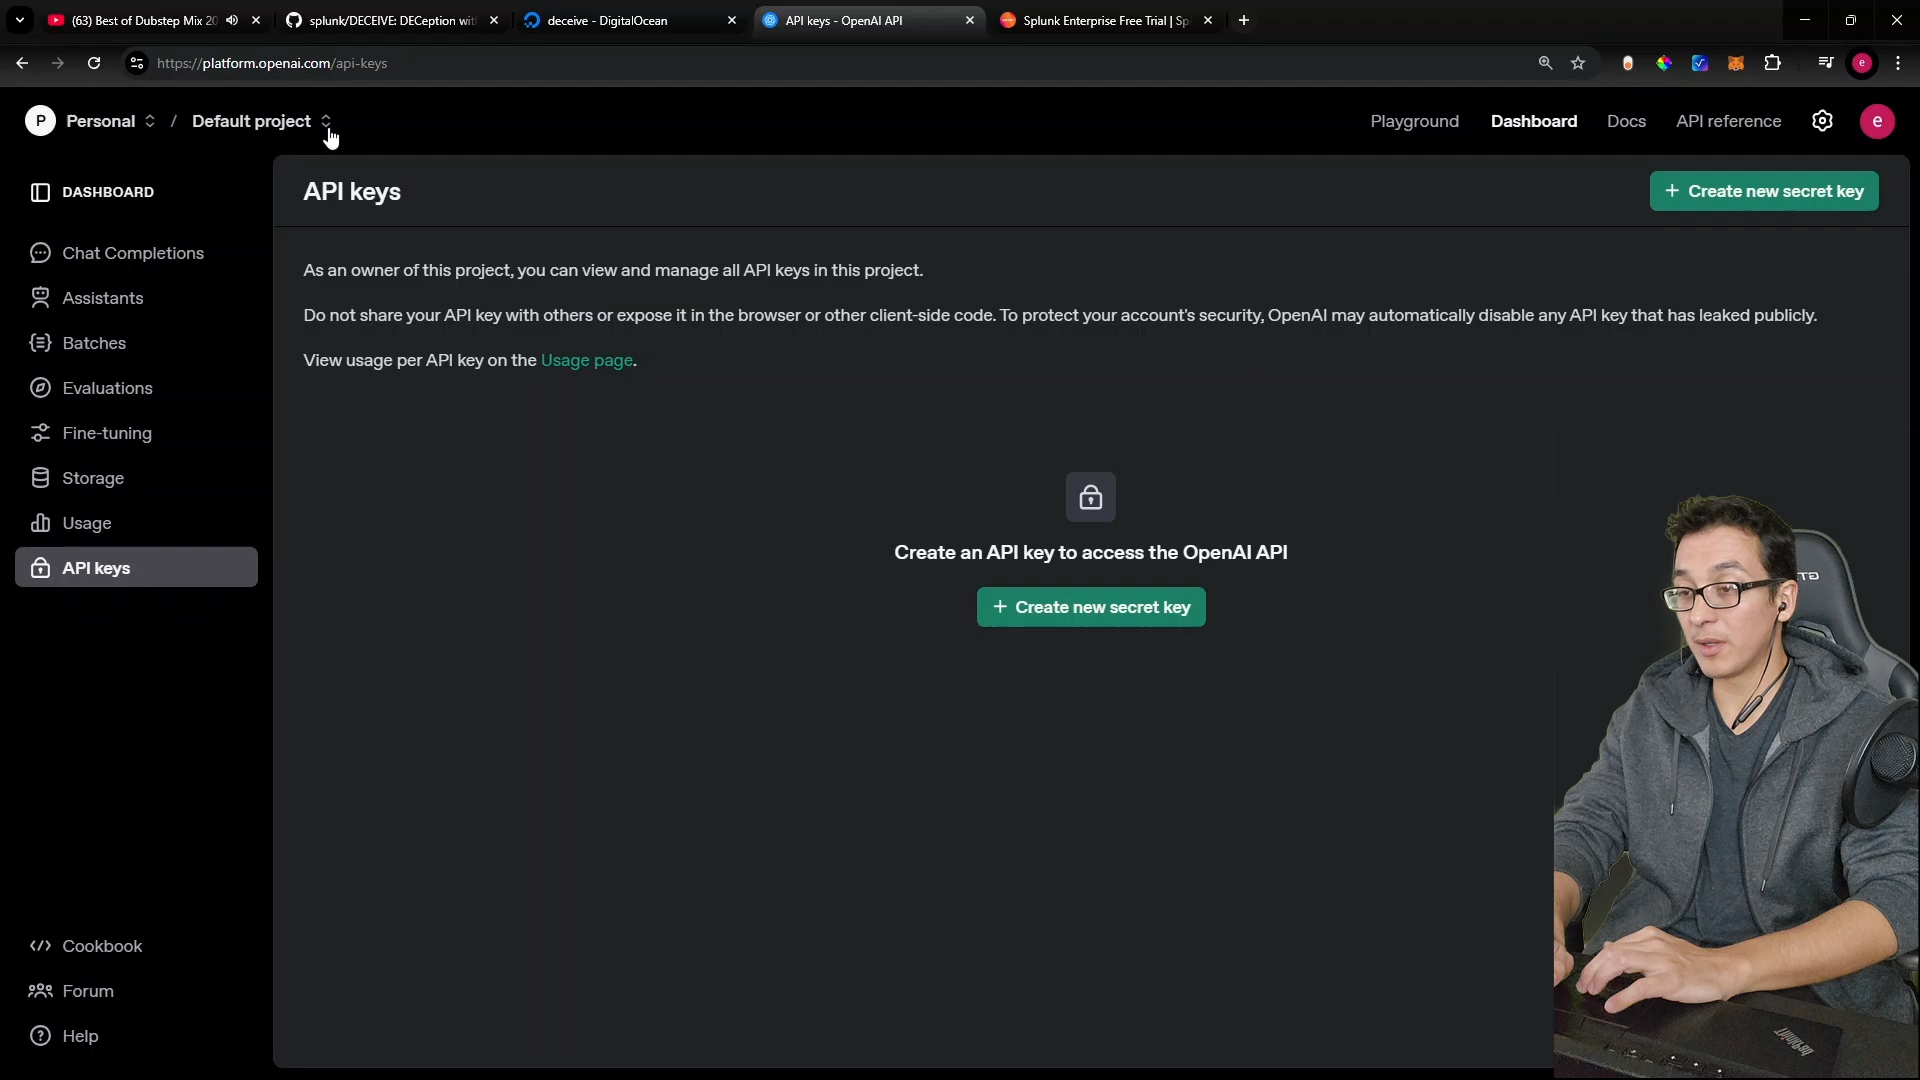 (63) Best of Dubstep Mix 20
splunk/DECEIVE: DECeption wit
deceive - DigitalOcean
API keys - OpenAI API
Splunk Enterprise Free Trial | Sp
https://platform.openai.com/api-keys
e
P Personal / Default project
Playground Dashboard Docs API reference e
DASHBOARD
Chat Completions
Assistants
Batches
Evaluations
Fine-tuning
Storage
Usage
API keys
API keys
+ Create new secret key
As an owner of this project, you can view and manage all API keys in this project.
Do not share your API key with others or expose it in the browser or other client-side code. To protect your account's security, OpenAI may automatically disable any API key that has leaked publicly.
View usage per API key on the Usage page.
Create an API key to access the OpenAI API
+ Create new secret key
Cookbook
Forum
Help